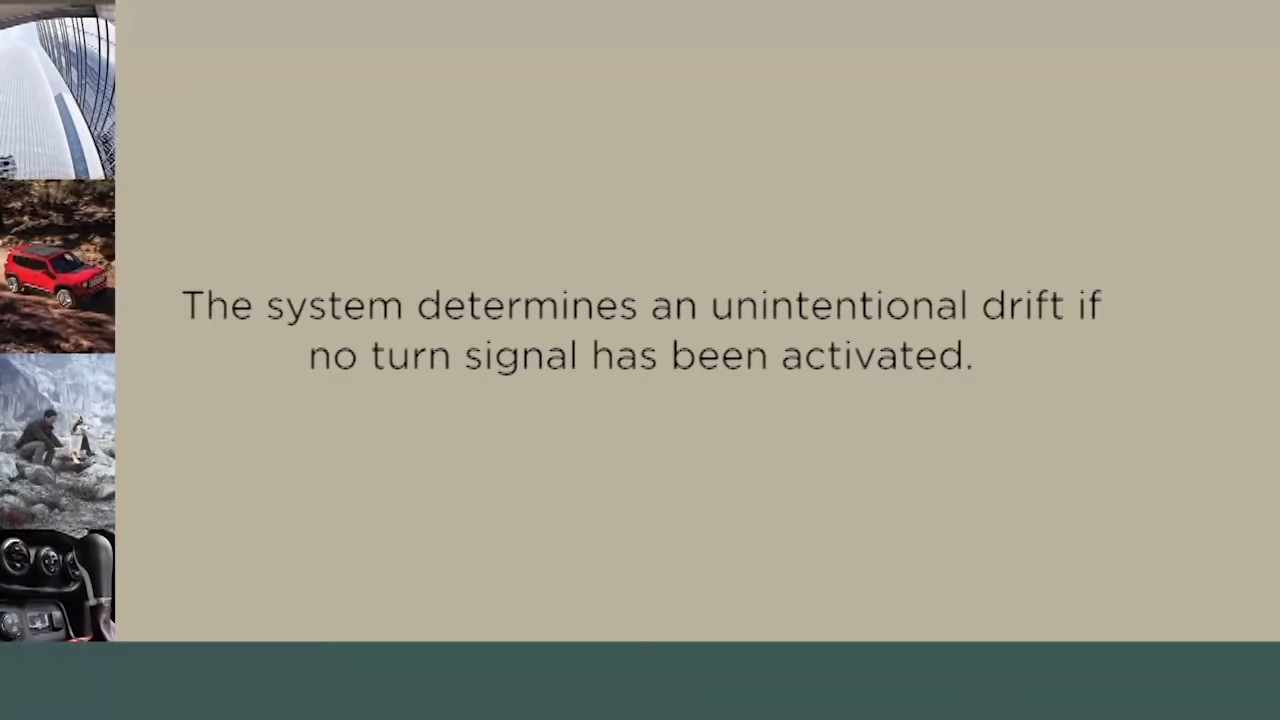 The system determines an unintentional drift if
no turn signal has been activated.